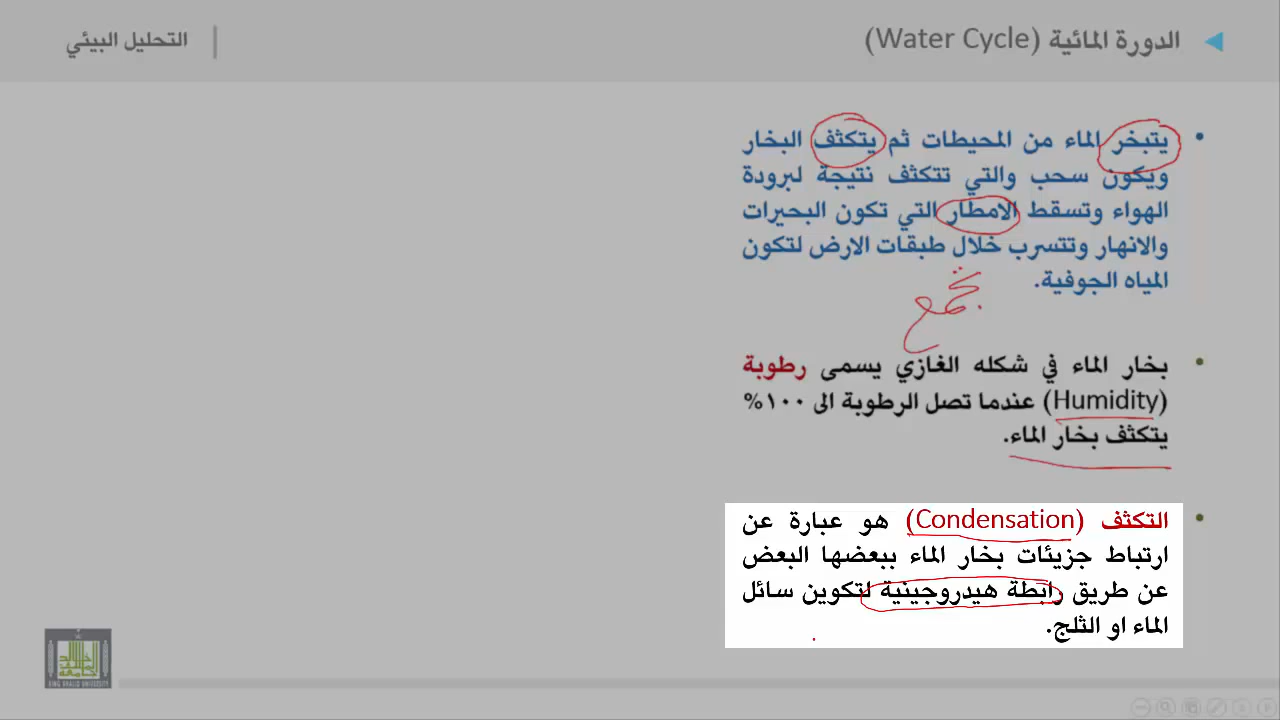 الدورة المائية (Water Cycle)
التحليل البيئي
يتبخر الماء من المحيطات ثم يتكثف البخار
ويكون سحب والتي تتكثف نتيجة لبرودة
الهواء وتسقط الامطار التي تكون البحيرات
والانهار وتتسرب خلال طبقات الارض لتكون
المياه الجوفية.
تجمع
بخار الماء في شكله الغازي يسمى رطوبة
(Humidity) عندما تصل الرطوبة الى ١٠٠%
يتكثف بخار الماء.
التكثف (Condensation) هو عبارة عن
ارتباط جزيئات بخار الماء ببعضها البعض
عن طريق رابطة هيدروجينية لتكوين سائل
الماء او الثلج.
KING KHALID UNIVERSITY